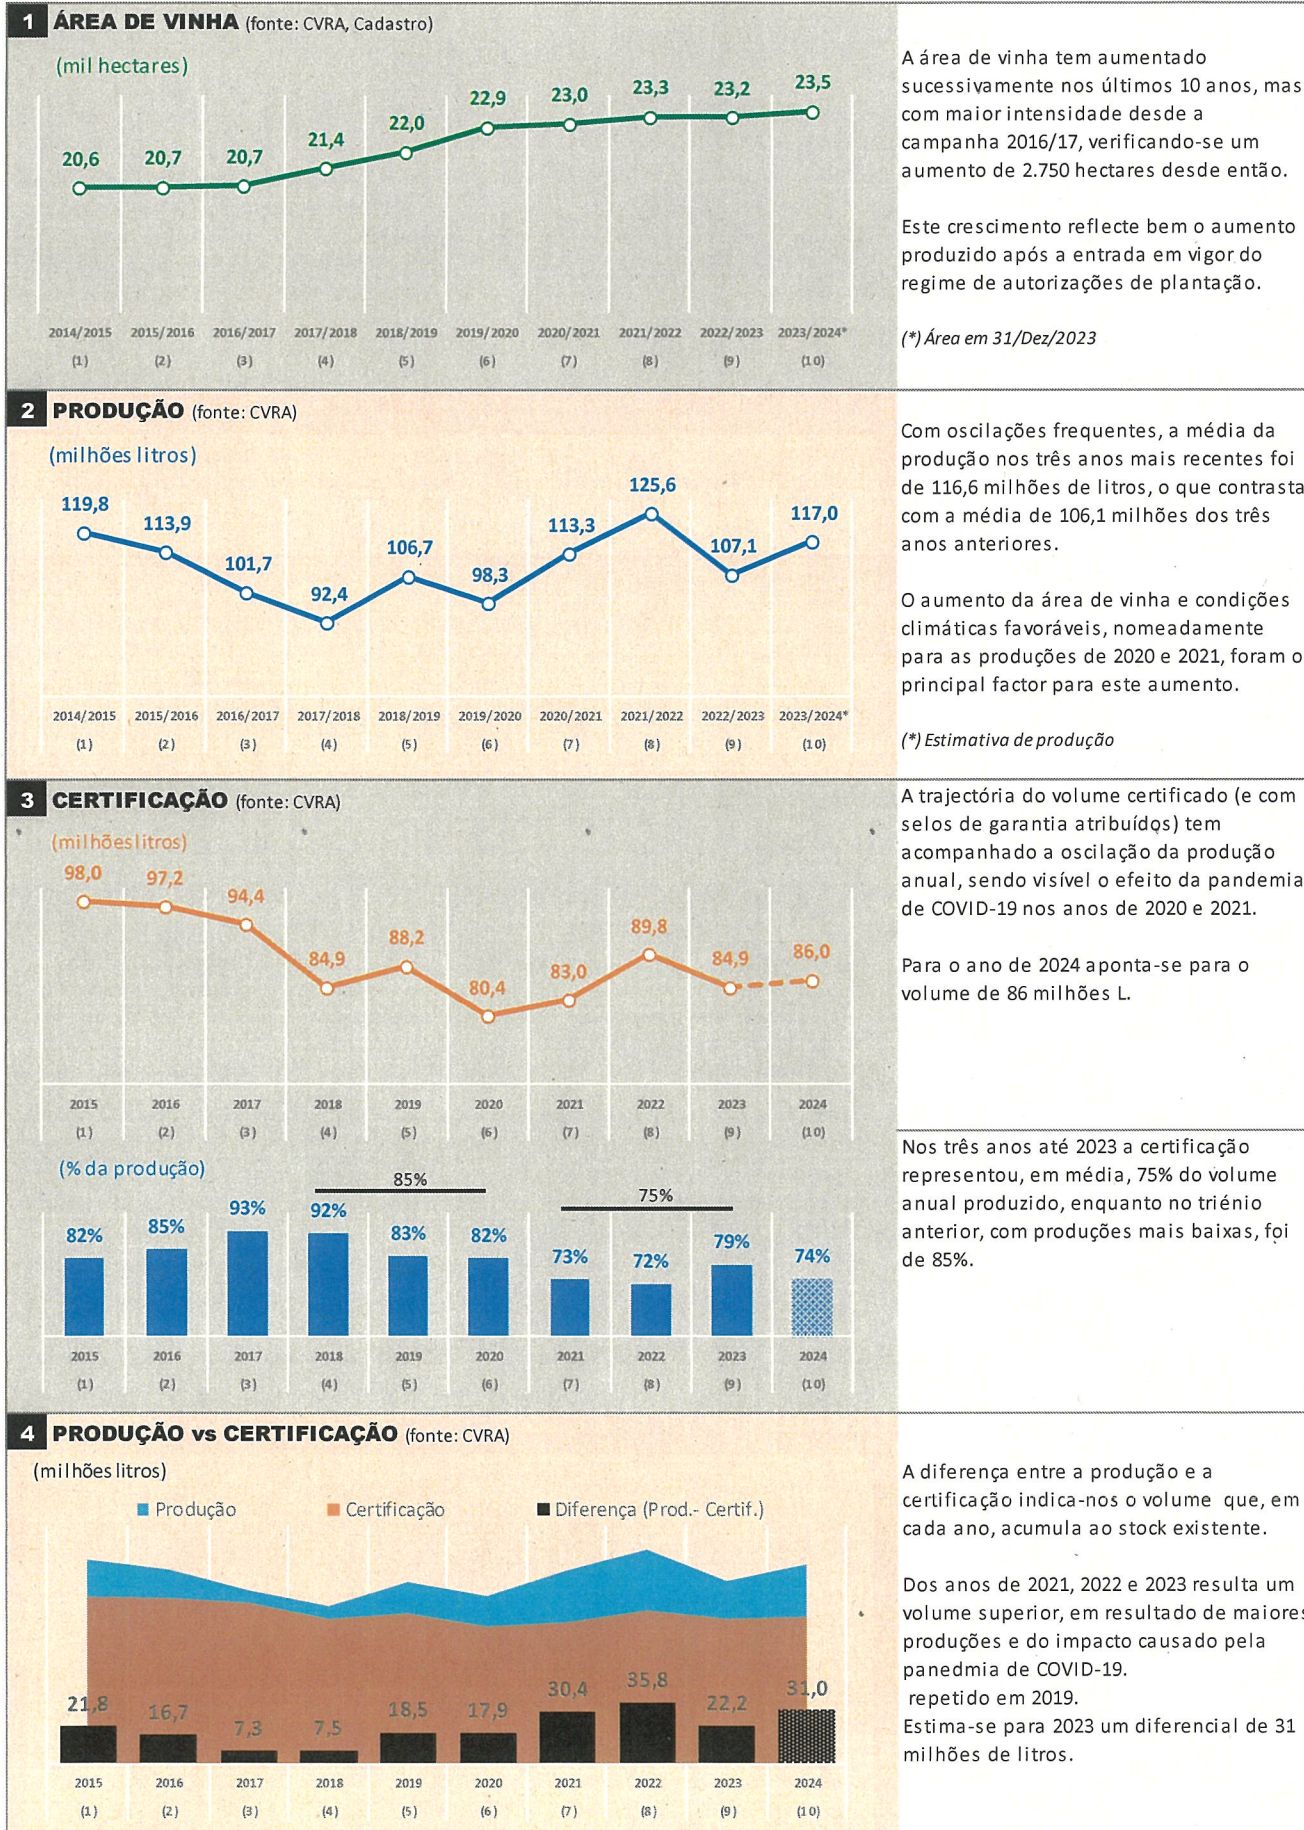 1 ÁREA DE VINHA (fonte: CVRA, Cadastro)
(mil hectares)
20,6 20,7 20,7 21,4 22,0 22,9 23,0 23,3 23,2 23,5
2014/2015 2015/2016 2016/2017 2017/2018 2018/2019 2019/2020 2020/2021 2021/2022 2022/2023 2023/2024*
(1) (2) (3) (4) (5) (6) (7) (8) (9) (10)
A área de vinha tem aumentado
sucessivamente nos últimos 10 anos, mas
com maior intensidade desde a
campanha 2016/17, verificando-se um
aumento de 2.750 hectares desde então.
Este crescimento reflecte bem o aumento
produzido após a entrada em vigor do
regime de autorizações de plantação.
(*) Área em 31/Dez/2023
2 PRODUÇÃO (fonte: CVRA)
(milhões litros)
119,8 113,9 101,7 92,4 106,7 98,3 113,3 125,6 107,1 117,0
2014/2015 2015/2016 2016/2017 2017/2018 2018/2019 2019/2020 2020/2021 2021/2022 2022/2023 2023/2024*
(1) (2) (3) (4) (5) (6) (7) (8) (9) (10)
Com oscilações frequentes, a média da
produção nos três anos mais recentes foi
de 116,6 milhões de litros, o que contrasta
com a média de 106,1 milhões dos três
anos anteriores.
O aumento da área de vinha e condições
climáticas favoráveis, nomeadamente
para as produções de 2020 e 2021, foram o
principal factor para este aumento.
(*) Estimativa de produção
3 CERTIFICAÇÃO (fonte: CVRA)
(milhões litros)
98,0 97,2 94,4 84,9 88,2 80,4 83,0 89,8 84,9 86,0
2015 2016 2017 2018 2019 2020 2021 2022 2023 2024
(1) (2) (3) (4) (5) (6) (7) (8) (9) (10)
A trajectória do volume certificado (e com
selos de garantia atribuídos) tem
acompanhado a oscilação da produção
anual, sendo visível o efeito da pandemia
de COVID-19 nos anos de 2020 e 2021.
Para o ano de 2024 aponta-se para o
volume de 86 milhões L.
(% da produção)
85% 75%
82% 85% 93% 92% 83% 82% 73% 72% 79% 74%
2015 2016 2017 2018 2019 2020 2021 2022 2023 2024
(1) (2) (3) (4) (5) (6) (7) (8) (9) (10)
Nos três anos até 2023 a certificação
representou, em média, 75% do volume
anual produzido, enquanto no triénio
anterior, com produções mais baixas, foi
de 85%.
4 PRODUÇÃO vs CERTIFICAÇÃO (fonte: CVRA)
(milhões litros)
Produção Certificação Diferença (Prod.- Certif.)
21,8 16,7 7,3 7,5 18,5 17,9 30,4 35,8 22,2 31,0
2015 2016 2017 2018 2019 2020 2021 2022 2023 2024
(1) (2) (3) (4) (5) (6) (7) (8) (9) (10)
A diferença entre a produção e a
certificação indica-nos o volume que, em
cada ano, acumula ao stock existente.
Dos anos de 2021, 2022 e 2023 resulta um
volume superior, em resultado de maiores
produções e do impacto causado pela
panedmia de COVID-19.
repetido em 2019.
Estima-se para 2023 um diferencial de 31
milhões de litros.